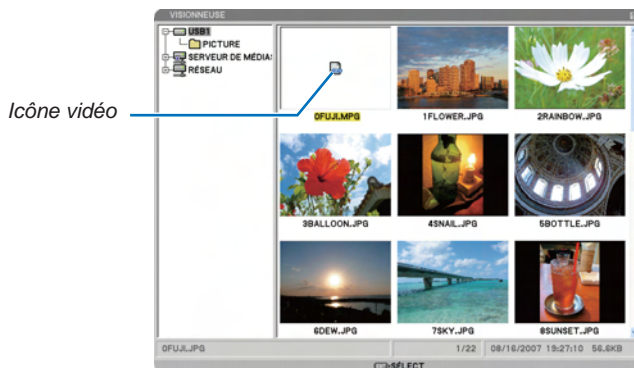 VISIONNEUSE
USB1
PICTURE
SERVEUR DE MÉDIA
RÉSEAU
Icône vidéo
0FUJI.MPG
1FLOWER.JPG
2RAINBOW.JPG
3BALLOON.JPG
4SNAIL.JPG
5BOTTLE.JPG
6DEW.JPG
7SKY.JPG
8SUNSET.JPG
0FUJI.JPG
1/22
08/16/2007 19:27:10 56.6KB
:SÉLECT